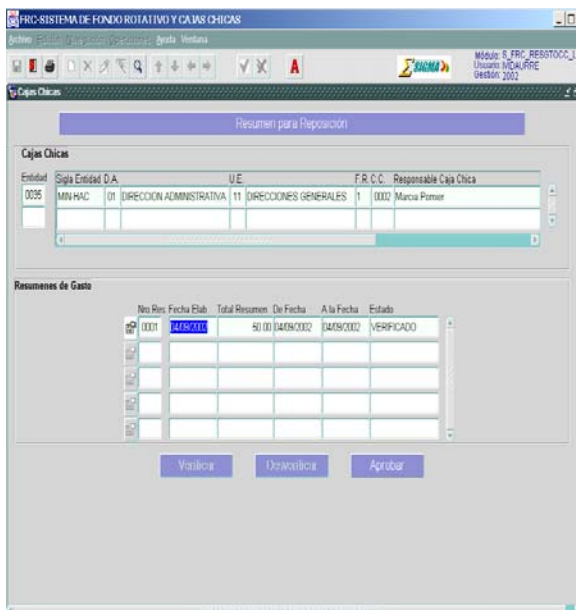 FRC-SISTEMA DE FONDO ROTATIVO Y CAJAS CHICAS
Archivo Ayuda Ventana
A SIGMA Módulo: S_FRC_RESGTOCC_L
Usuario: MDAURRE
Gestión: 2002
Cajas Chicas
Resumen para Reposición
Cajas Chicas
Entidad Sigla Entidad D.A. U.E. F.R. C.C. Responsable Caja Chica
0035 MIN-HAC 01 DIRECCION ADMINISTRATIVA 11 DIRECCIONES GENERALES 1 0002 Marcia Pomier
Resumenes de Gasto
Nro Res. Fecha Elab Total Resumen De Fecha A la Fecha Estado
0001 04/09/2002 50.00 04/09/2002 04/09/2002 VERIFICADO
Verificar Desverificar Aprobar